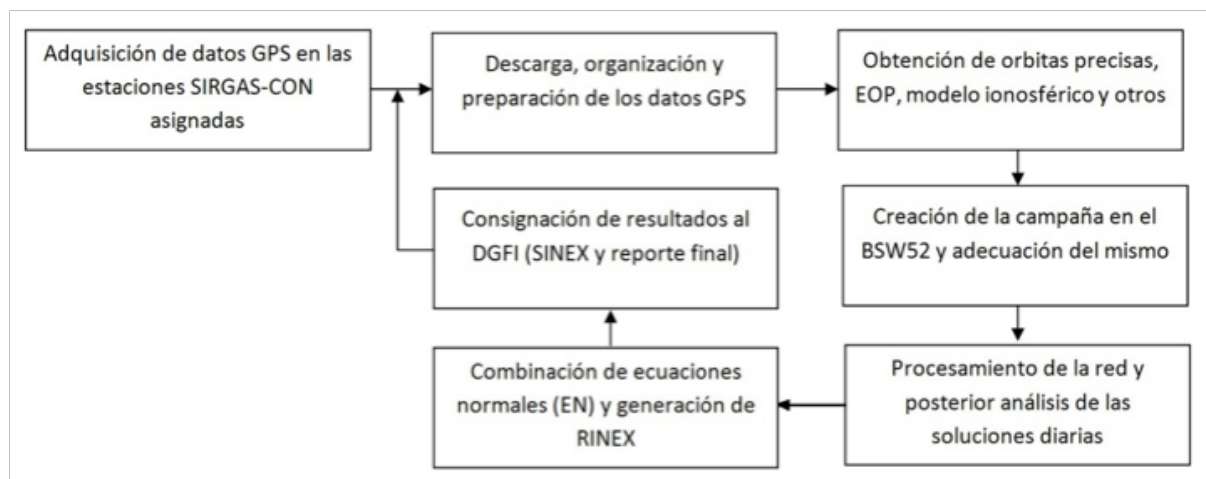 Adquisición de datos GPS en las
estaciones SIRGAS-CON
asignadas
Descarga, organización y
preparación de los datos GPS
Obtención de orbitas precisas,
EOP, modelo ionosférico y otros
Creación de la campaña en el
BSW52 y adecuación del mismo
Procesamiento de la red y
posterior análisis de las
soluciones diarias
Combinación de ecuaciones
normales (EN) y generación de
RINEX
Consignación de resultados al
DGFI (SINEX y reporte final)